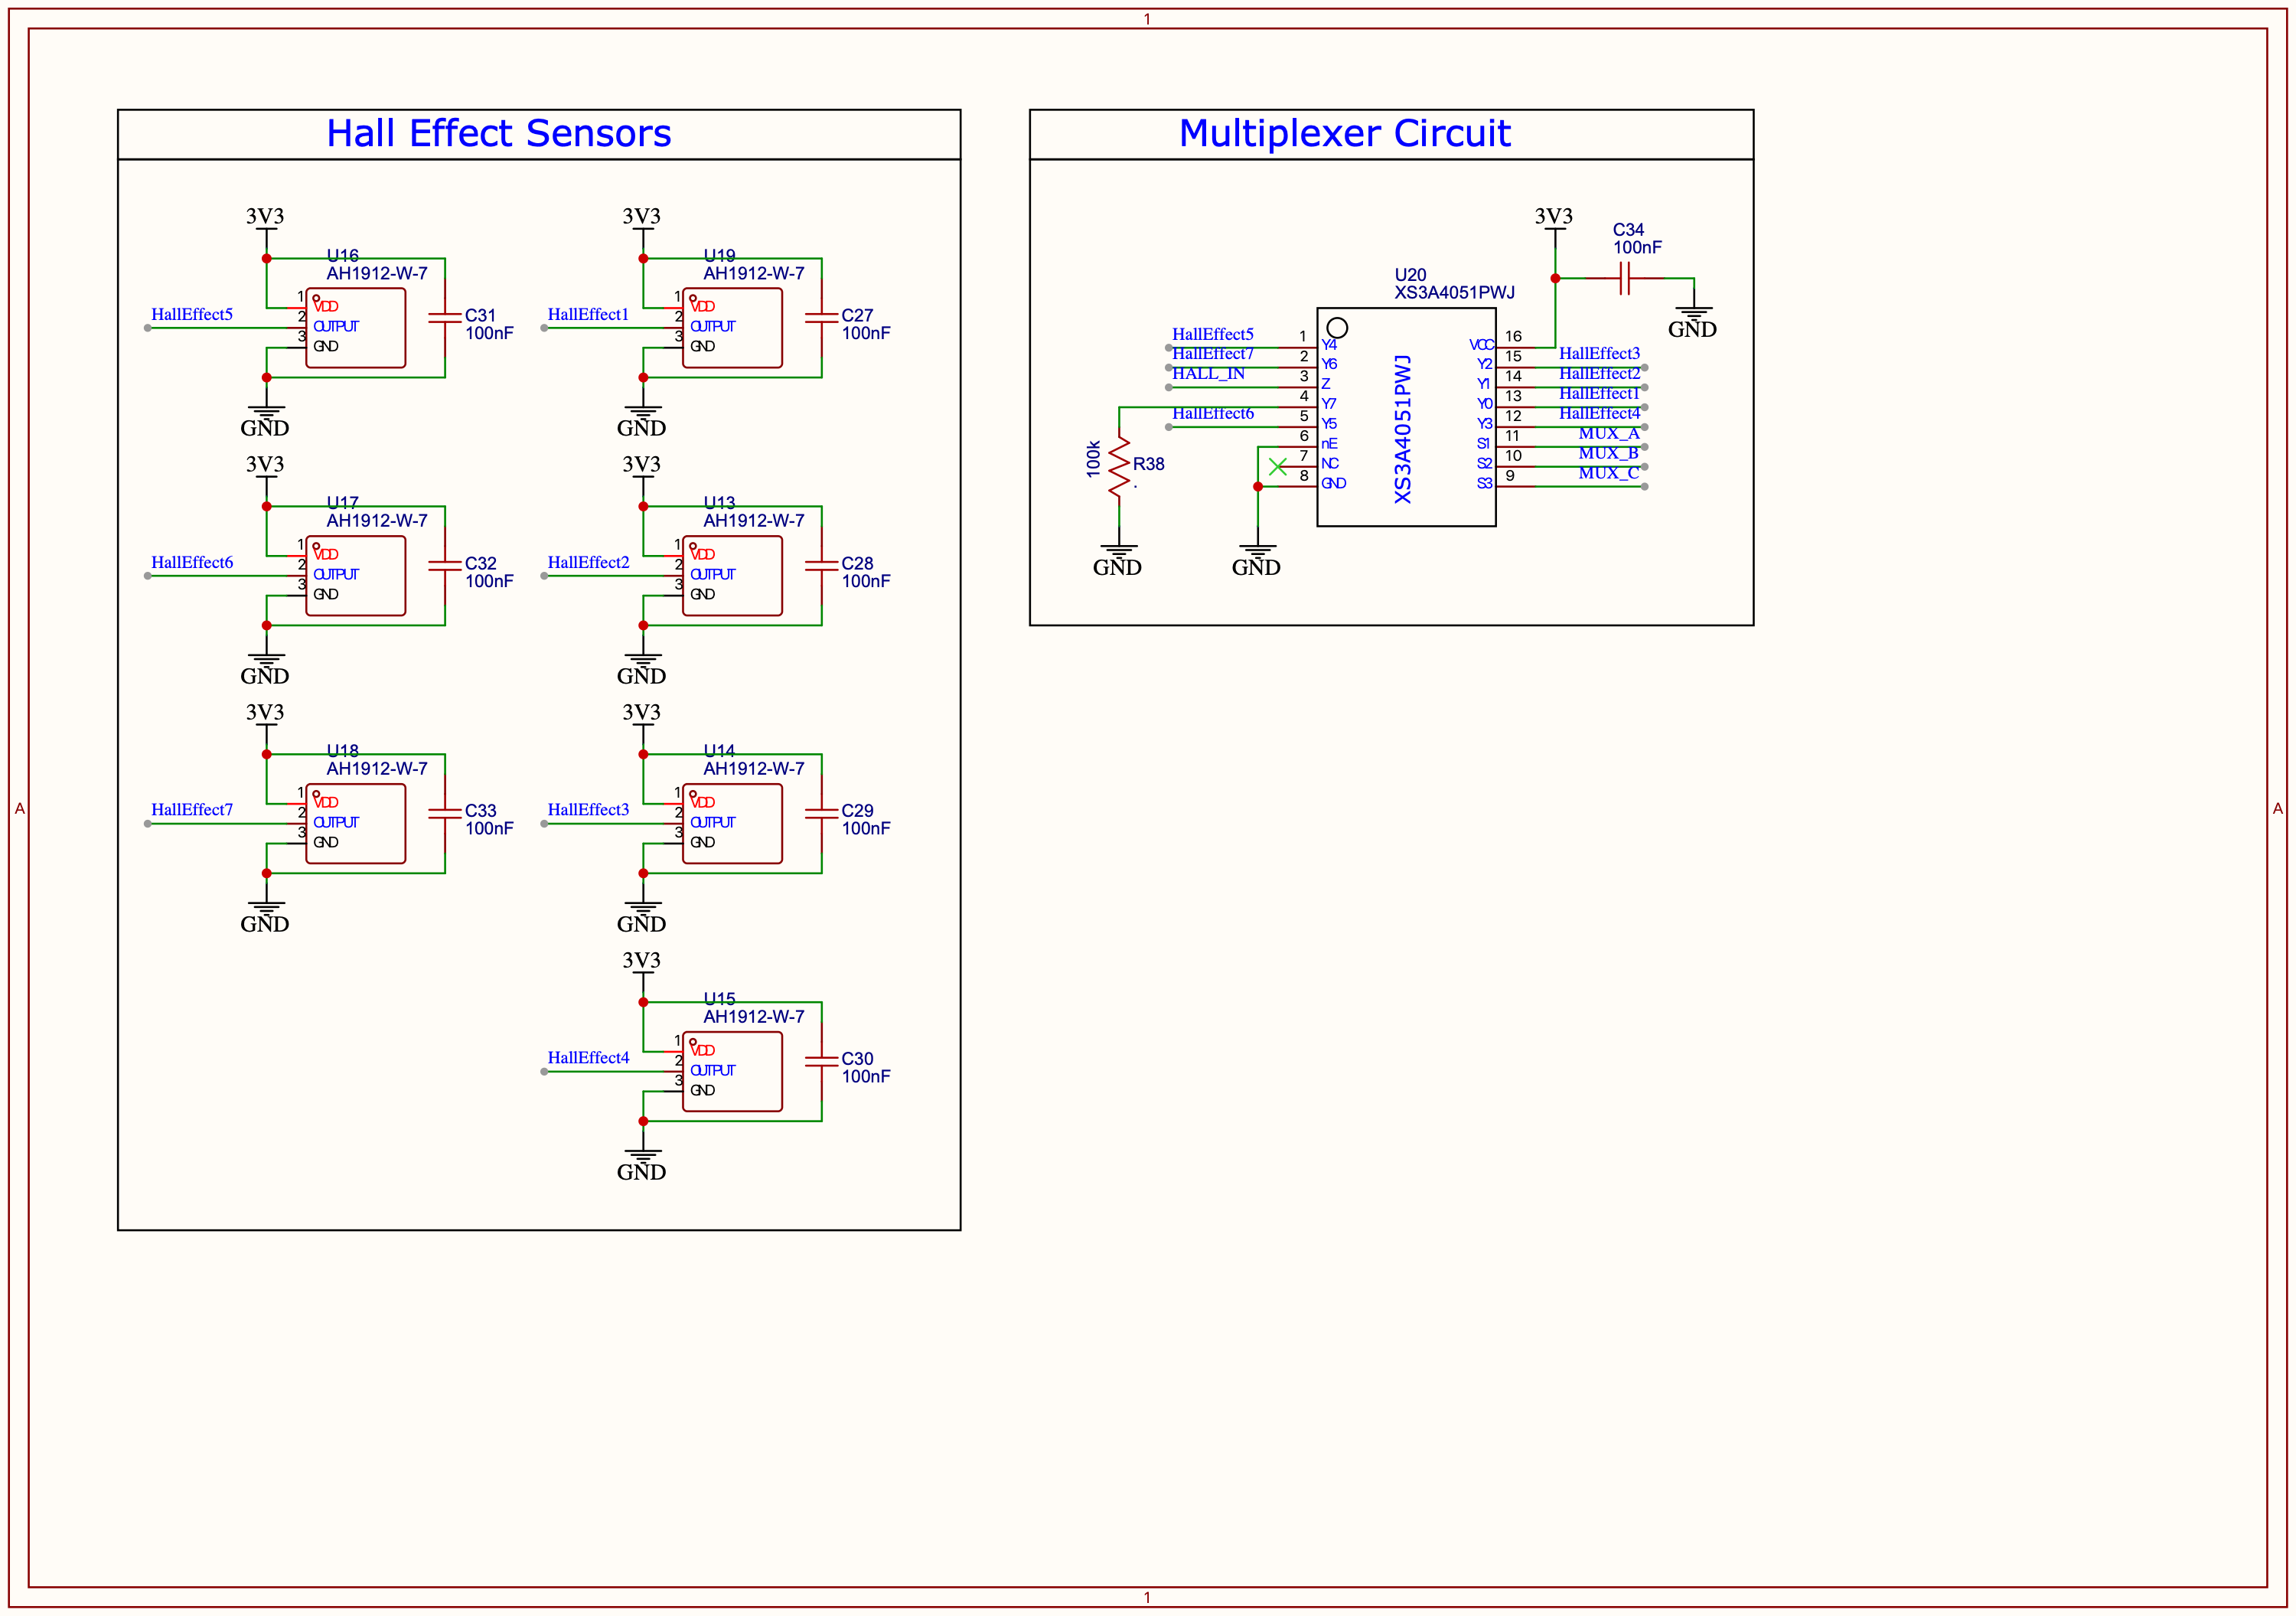 1
A
A
1
Hall Effect Sensors
3V3
U16
AH1912-W-7
HallEffect5
1
VDD
2
OUTPUT
3
GND
C31
100nF
GND
3V3
U19
AH1912-W-7
HallEffect1
1
VDD
2
OUTPUT
3
GND
C27
100nF
GND
3V3
U17
AH1912-W-7
HallEffect6
1
VDD
2
OUTPUT
3
GND
C32
100nF
GND
3V3
U13
AH1912-W-7
HallEffect2
1
VDD
2
OUTPUT
3
GND
C28
100nF
GND
3V3
U18
AH1912-W-7
HallEffect7
1
VDD
2
OUTPUT
3
GND
C33
100nF
GND
3V3
U14
AH1912-W-7
HallEffect3
1
VDD
2
OUTPUT
3
GND
C29
100nF
GND
3V3
U15
AH1912-W-7
HallEffect4
1
VDD
2
OUTPUT
3
GND
C30
100nF
GND
Multiplexer Circuit
3V3
C34
100nF
GND
U20
XS3A4051PWJ
XS3A4051PWJ
HallEffect5
1
Y4
HallEffect7
2
Y6
HALL_IN
3
Z
4
Y7
HallEffect6
5
Y5
6
nE
7
NC
8
GND
VCC
16
Y2
15
HallEffect3
Y1
14
HallEffect2
Y0
13
HallEffect1
Y3
12
HallEffect4
S1
11
MUX_A
S2
10
MUX_B
S3
9
MUX_C
100k
R38
.
GND
GND